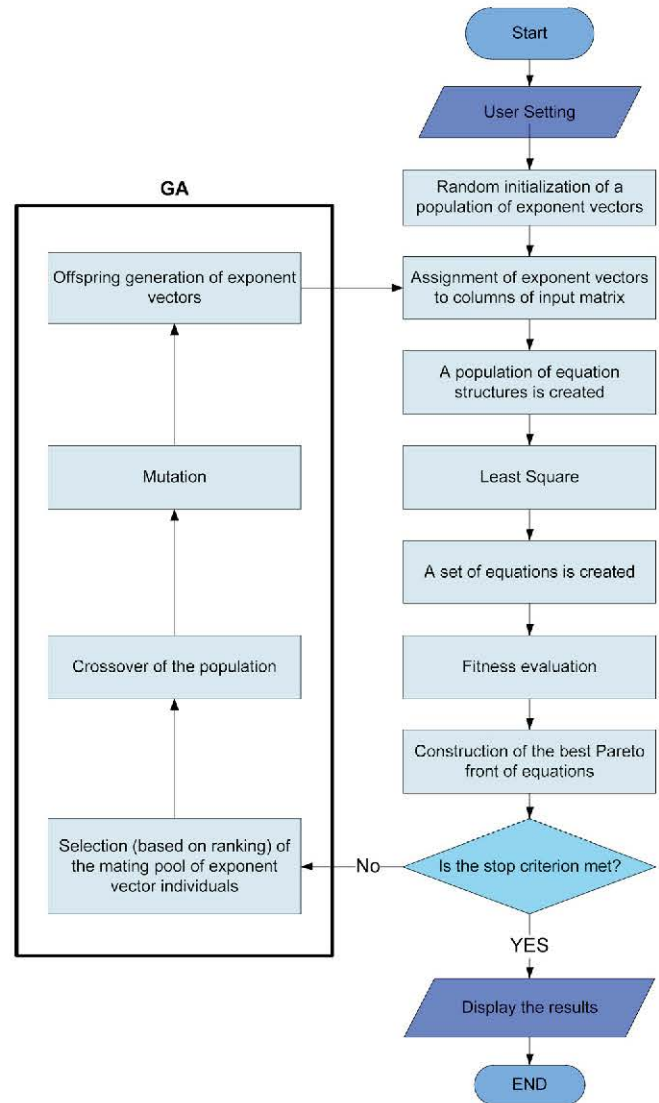 Start
User Setting
Random initialization of a
population of exponent vectors
Assignment of exponent vectors
to columns of input matrix
A population of equation
structures is created
Least Square
A set of equations is created
Fitness evaluation
Construction of the best Pareto
front of equations
Is the stop criterion met?
No
YES
Display the results
END
GA
Offspring generation of exponent
vectors
Mutation
Crossover of the population
Selection (based on ranking) of
the mating pool of exponent
vector individuals